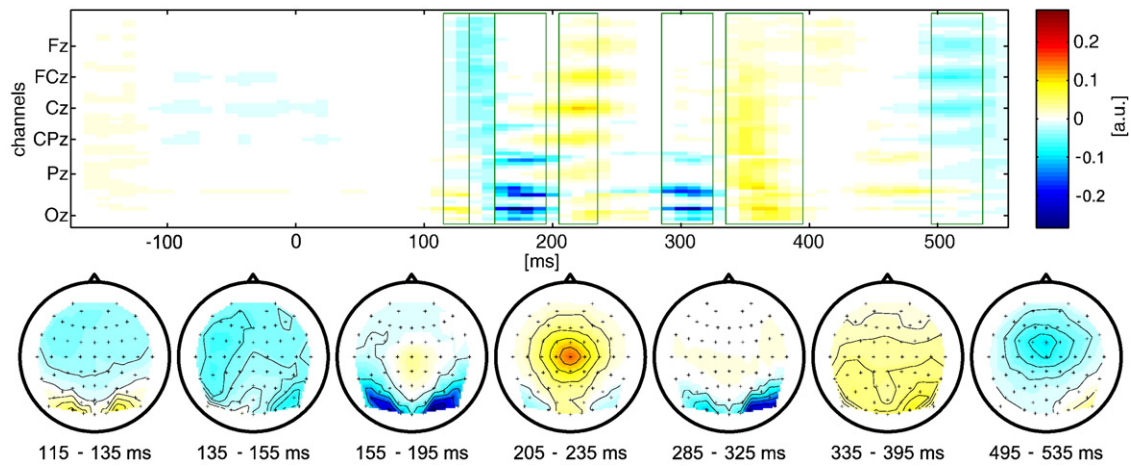 channels
Fz
FCz
Cz
CPz
Pz
Oz
-100
0
100
200
300
400
500
[ms]
0.2
0.1
0
-0.1
-0.2
[a.u.]
115 - 135 ms
135 - 155 ms
155 - 195 ms
205 - 235 ms
285 - 325 ms
335 - 395 ms
495 - 535 ms